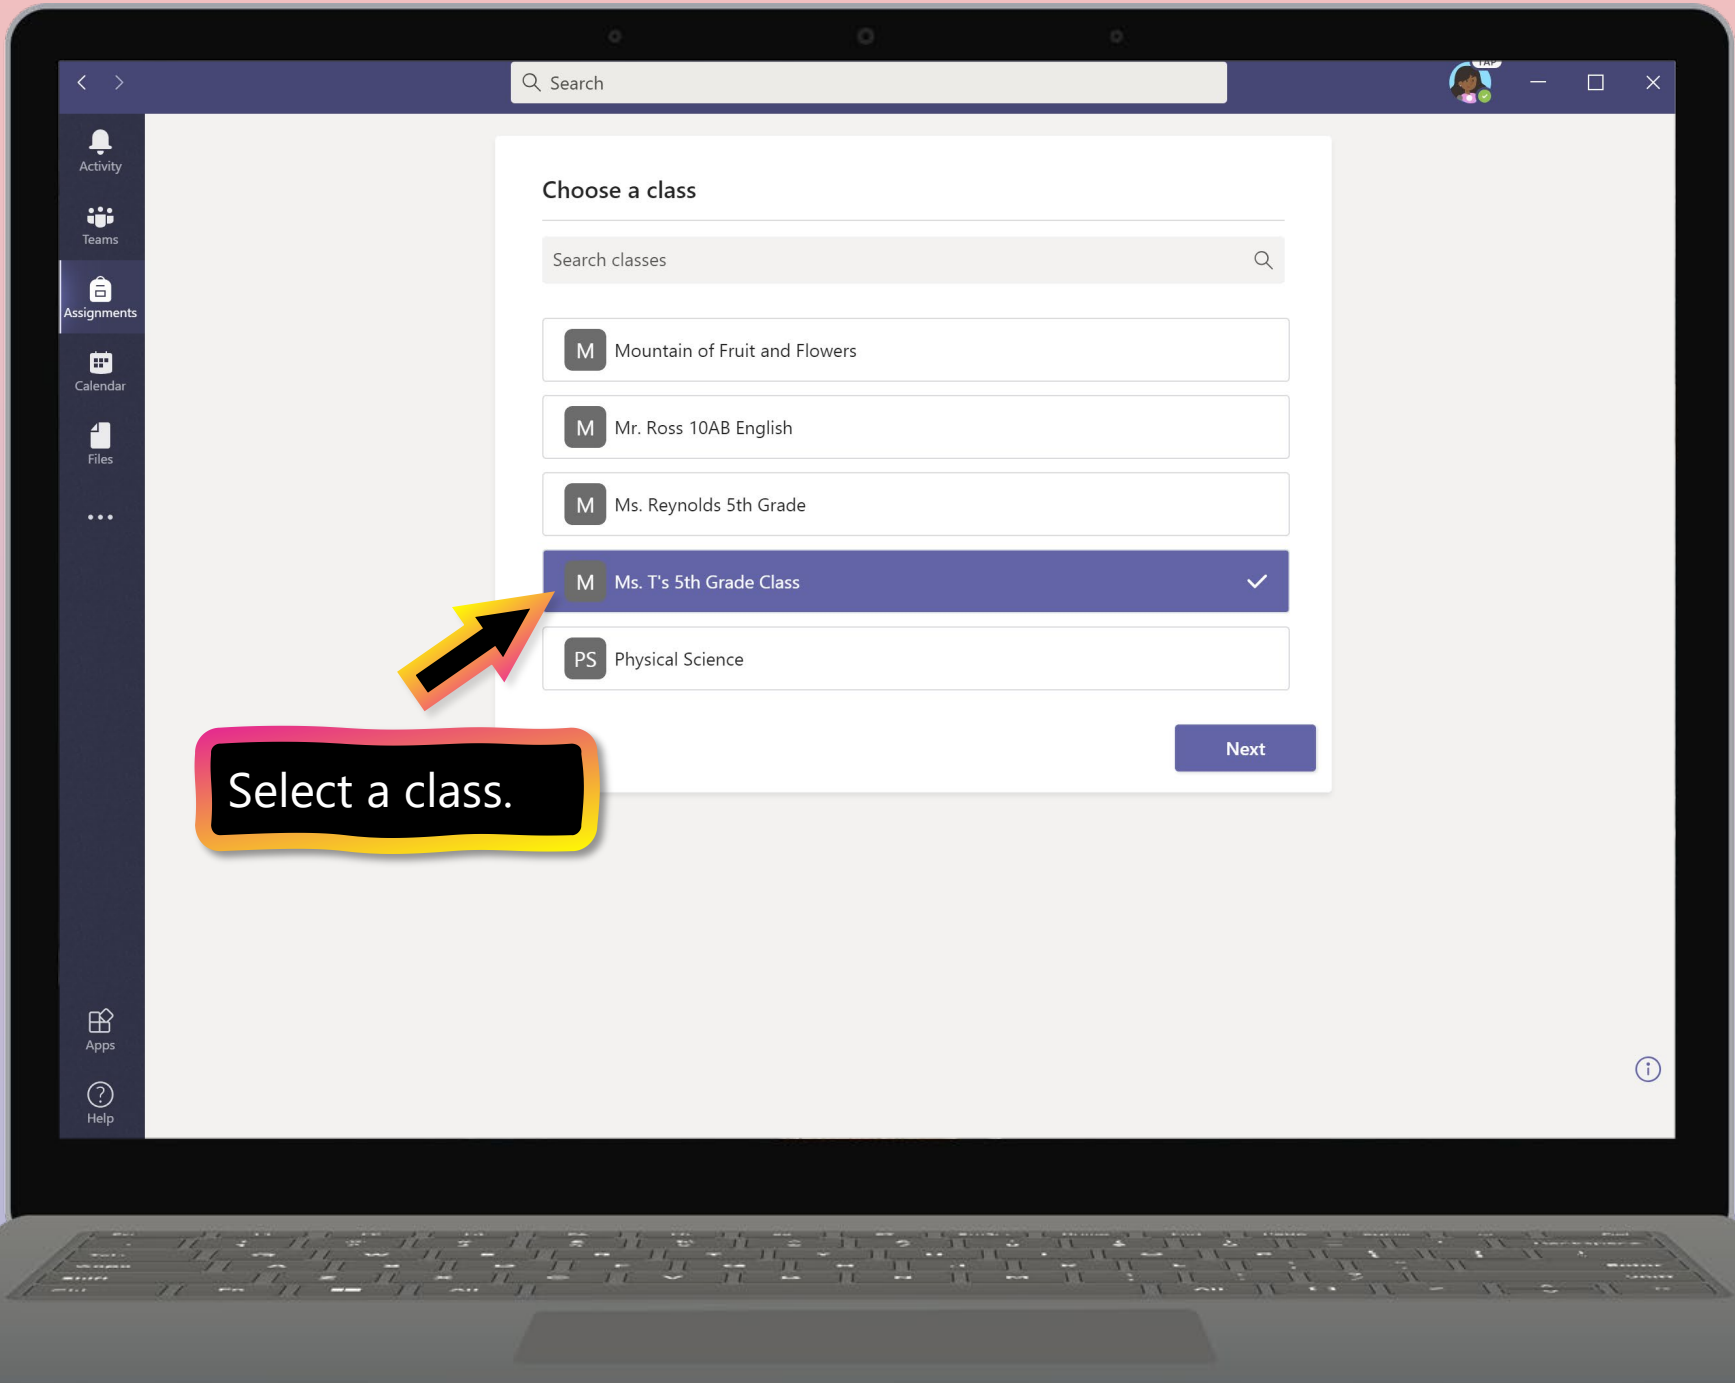 Search
TAP
Activity
Teams
Assignments
Calendar
Files
Choose a class
Search classes
M Mountain of Fruit and Flowers
M Mr. Ross 10AB English
M Ms. Reynolds 5th Grade
M Ms. T's 5th Grade Class
PS Physical Science
Next
Select a class.
Apps
Help